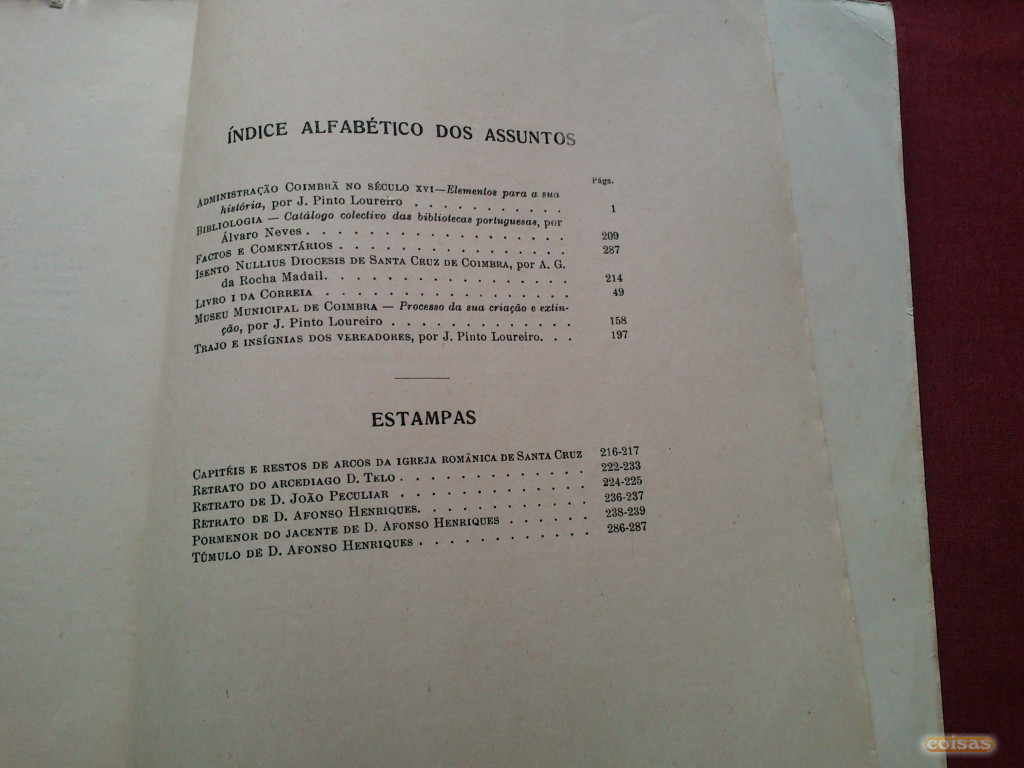 ÍNDICE ALFABÉTICO DOS ASSUNTOS
Págs.
ADMINISTRAÇÃO COIMBRÃ NO SÉCULO XVI—Elementos para a sua
história, por J. Pinto Loureiro . . . . . . . . . . . 1
BIBLIOLOGIA — Catálogo colectivo das bibliotecas portuguesas, por
Álvaro Neves . . . . . . . . . . . . . . . . . 209
FACTOS E COMENTÁRIOS . . . . . . . . . . . . . . . 287
ISENTO NULLIUS DIOCESIS DE SANTA CRUZ DE COIMBRA, por A. G.
da Rocha Madail. . . . . . . . . . . . . . . . 214
LIVRO I DA CORREIA . . . . . . . . . . . . . . . . 49
MUSEU MUNICIPAL DE COIMBRA — Processo da sua criação e extin-
ção, por J. Pinto Loureiro . . . . . . . . . . . . 158
TRAJO E INSÍGNIAS DOS VEREADORES, por J. Pinto Loureiro. . . 197
ESTAMPAS
CAPITÉIS E RESTOS DE ARCOS DA IGREJA ROMÂNICA DE SANTA CRUZ 216-217
RETRATO DO ARCEDIAGO D. TELO . . . . . . . . . . . 222-233
RETRATO DE D. JOÃO PECULIAR . . . . . . . . . . . 224-225
RETRATO DE D. AFONSO HENRIQUES. . . . . . . . . . 236-237
PORMENOR DO JACENTE DE D. AFONSO HENRIQUES . . . . . 238-239
TÚMULO DE D. AFONSO HENRIQUES . . . . . . . . . . 286-287
coisas